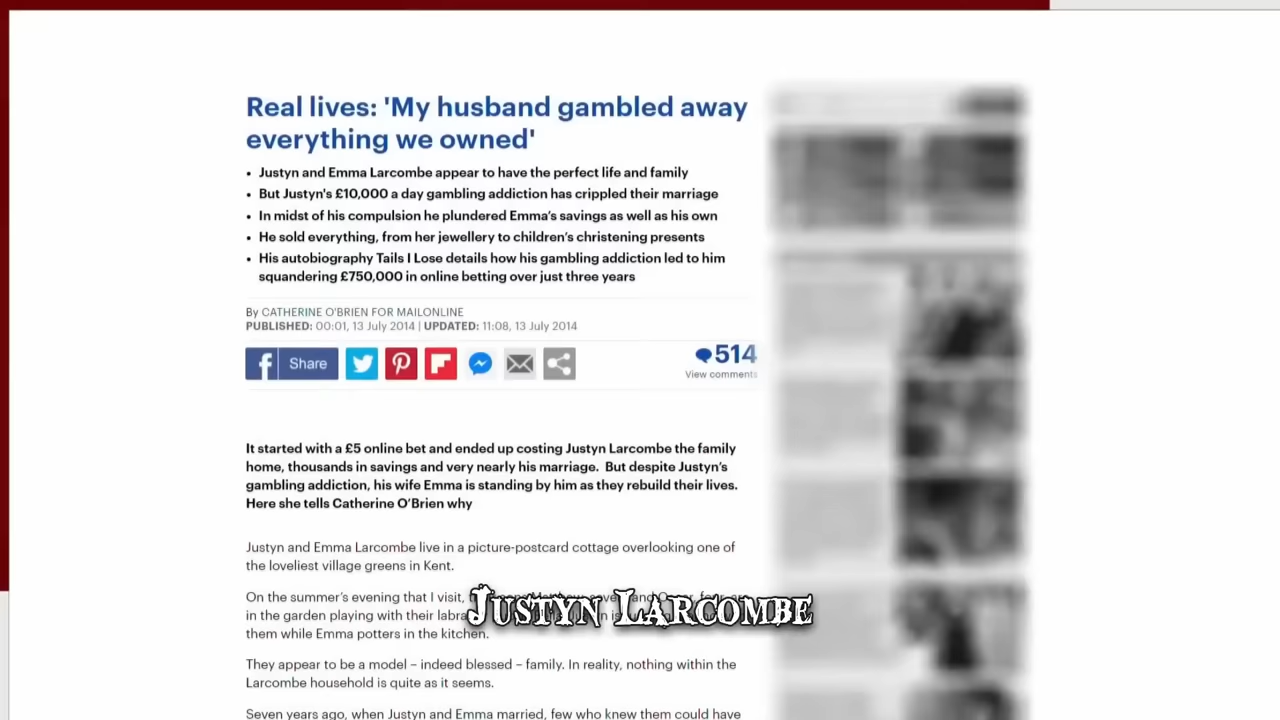 Real lives: 'My husband gambled away
everything we owned'
• Justyn and Emma Larcombe appear to have the perfect life and family
• But Justyn's £10,000 a day gambling addiction has crippled their marriage
• In midst of his compulsion he plundered Emma's savings as well as his own
• He sold everything, from her jewellery to children's christening presents
• His autobiography Tails I Lose details how his gambling addiction led to him
squandering £750,000 in online betting over just three years
By CATHERINE O'BRIEN FOR MAILONLINE
PUBLISHED: 00:01, 13 July 2014 | UPDATED: 11:08, 13 July 2014
f Share
514
View comments
It started with a £5 online bet and ended up costing Justyn Larcombe the family
home, thousands in savings and very nearly his marriage. But despite Justyn's
gambling addiction, his wife Emma is standing by him as they rebuild their lives.
Here she tells Catherine O'Brien why
Justyn and Emma Larcombe live in a picture-postcard cottage overlooking one of
the loveliest village greens in Kent.
On the summer's evening that I visit,
in the garden playing with their
them while Emma potters in the kitchen.
Justyn Larcombe
They appear to be a model – indeed blessed – family. In reality, nothing within the
Larcombe household is quite as it seems.
Seven years ago, when Justyn and Emma married, few who knew them could have